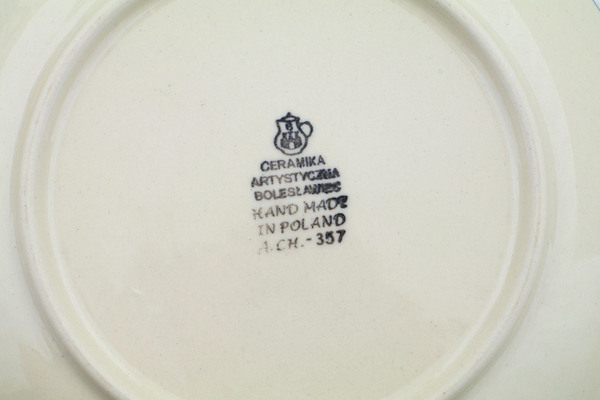 CERAMIKA
ARTYSTYCZNA
BOLESŁAWIEC
HAND MADE
IN POLAND
A.CH.-357